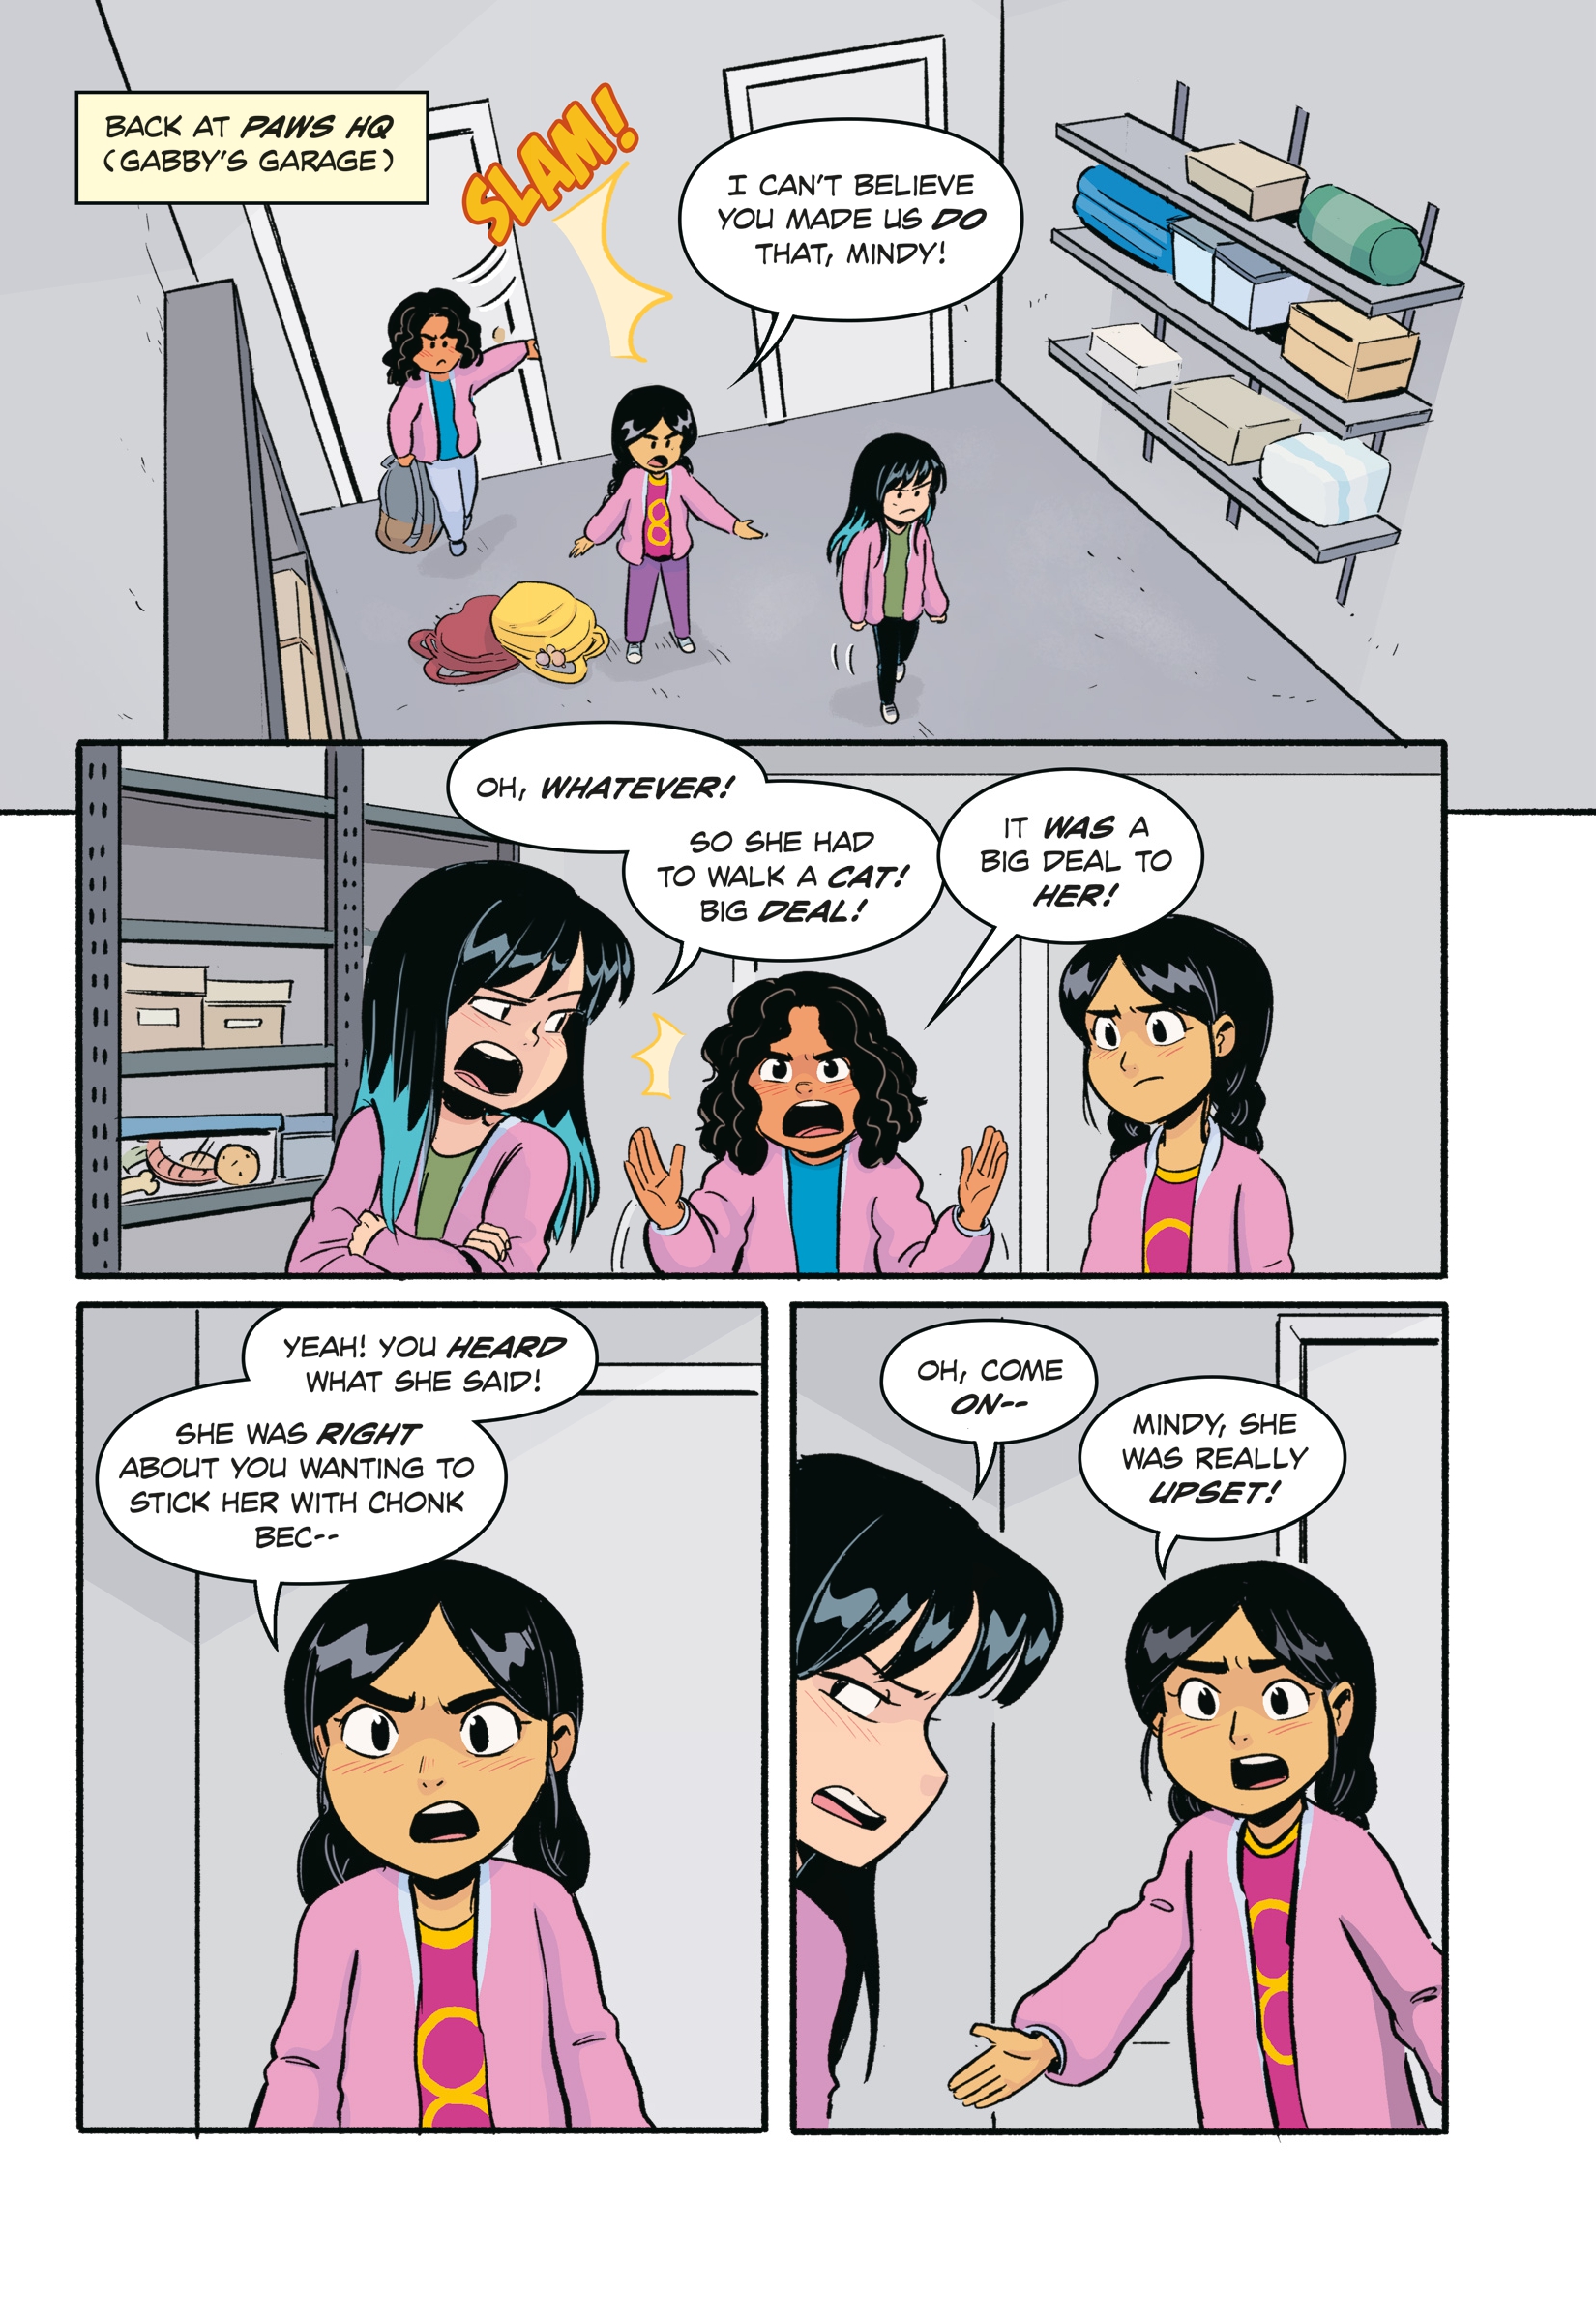 BACK AT PAWS HQ
(GABBY'S GARAGE)
SLAM!
I CAN'T BELIEVE
YOU MADE US DO
THAT, MINDY!
OH, WHATEVER!
SO SHE HAD
TO WALK A CAT!
BIG DEAL!
IT WAS A
BIG DEAL TO
HER!
YEAH! YOU HEARD
WHAT SHE SAID!
SHE WAS RIGHT
ABOUT YOU WANTING TO
STICK HER WITH CHONK
BEC--
OH, COME
ON--
MINDY, SHE
WAS REALLY
UPSET!